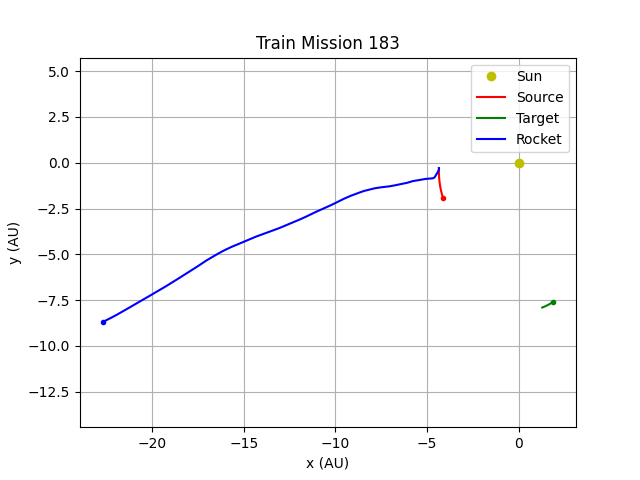 Train Mission 183
Sun
Source
Target
Rocket
5.0
2.5
0.0
−2.5
−5.0
−7.5
−10.0
−12.5
y (AU)
−20
−15
−10
−5
0
x (AU)